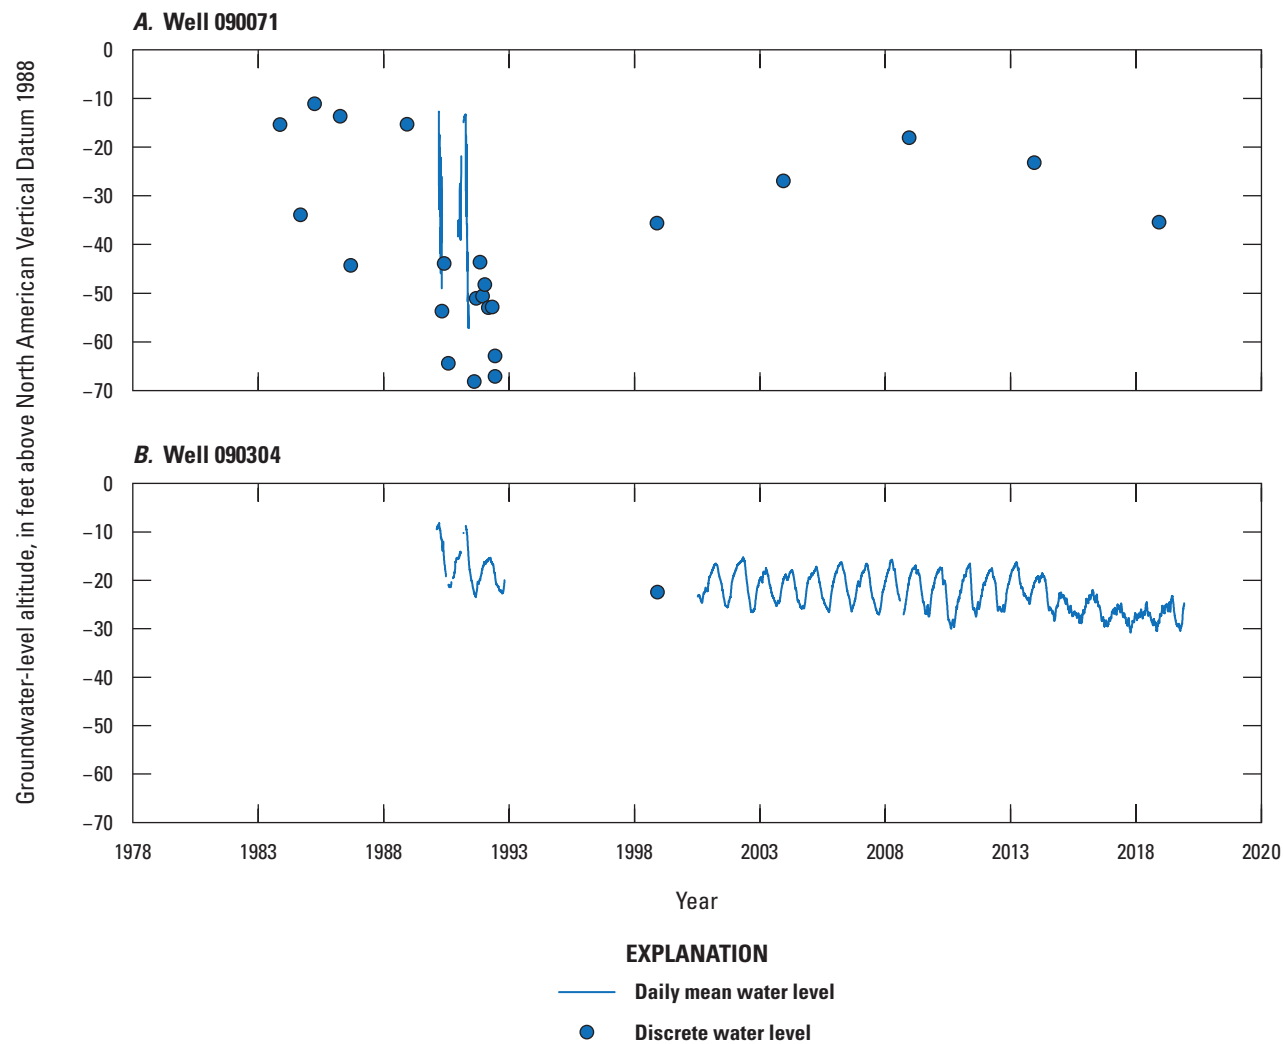 A. Well 090071
0
−10
−20
−30
−40
−50
−60
−70
Groundwater-level altitude, in feet above North American Vertical Datum 1988
B. Well 090304
0
−10
−20
−30
−40
−50
−60
−70
1978 1983 1988 1993 1998 2003 2008 2013 2018 2020
Year
EXPLANATION
Daily mean water level
Discrete water level